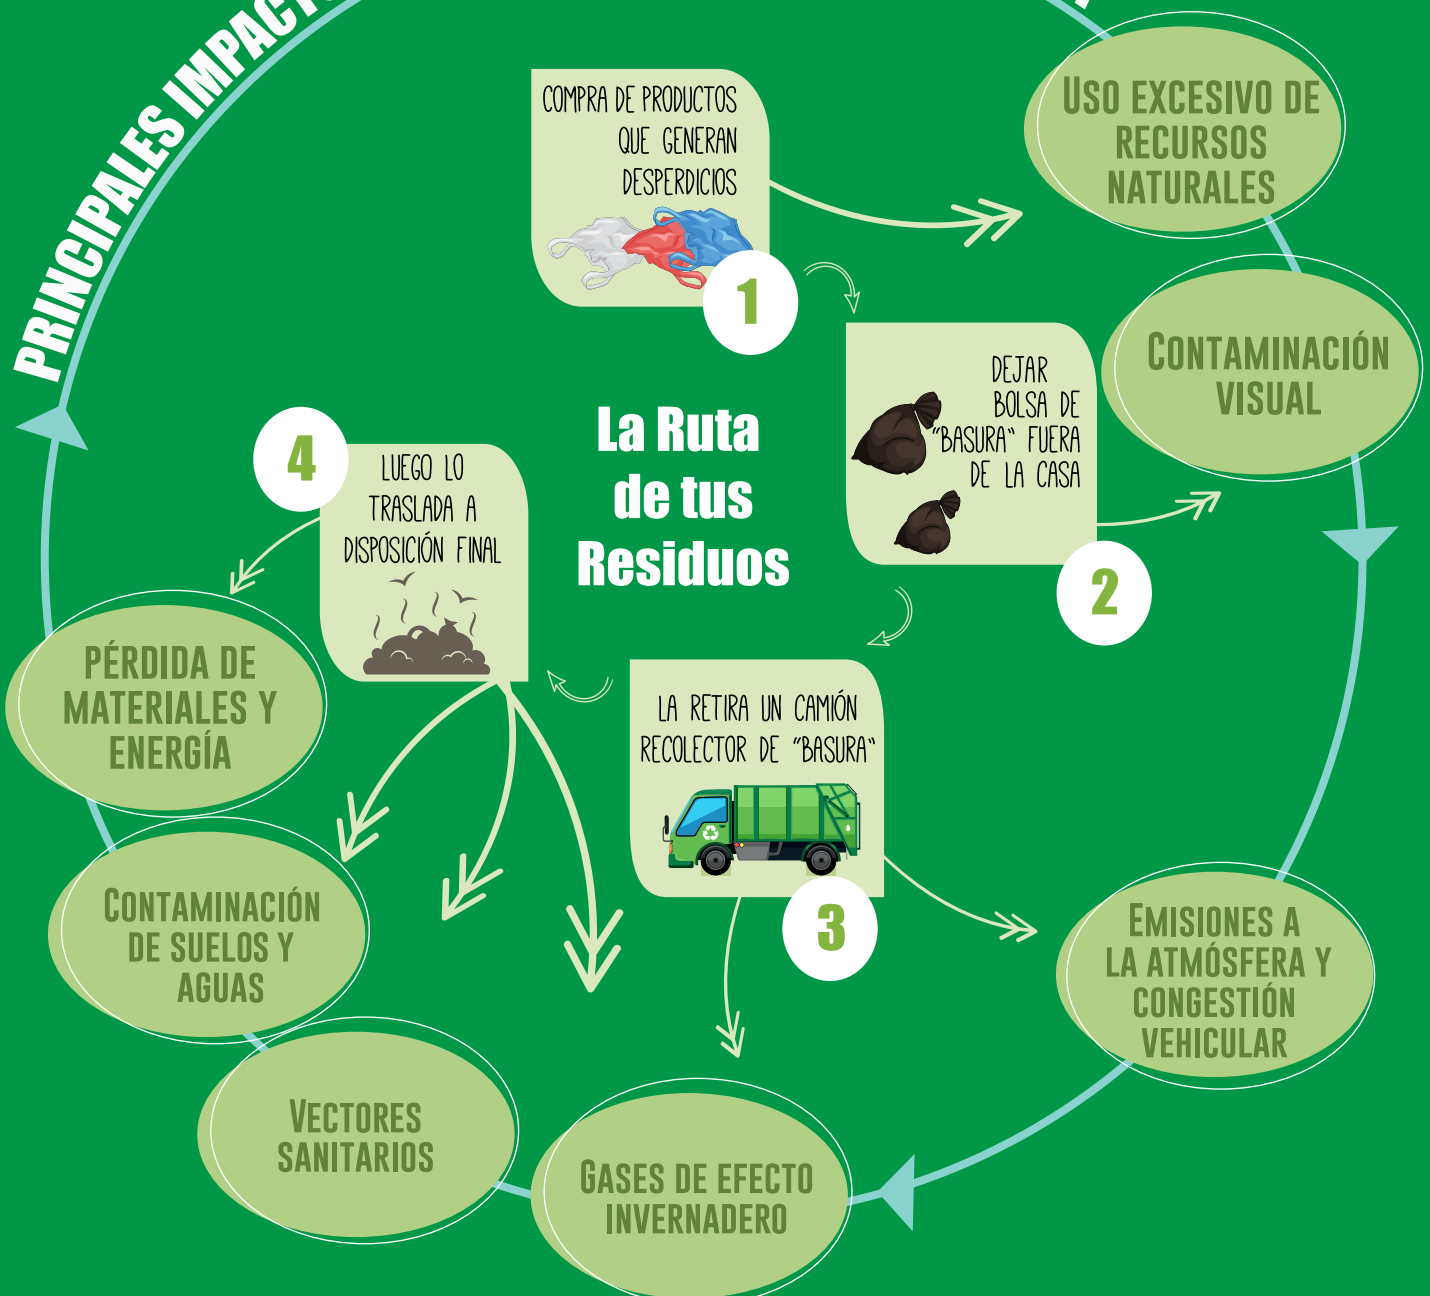 PRINCIPALES
COMPRA DE PRODUCTOS
QUE GENERAN
DESPERDICIOS
1
USO EXCESIVO DE
RECURSOS
NATURALES
DEJAR
BOLSA DE
"BASURA" FUERA
DE LA CASA
2
CONTAMINACIÓN
VISUAL
La Ruta
de tus
Residuos
4
LUEGO LO
TRASLADA A
DISPOSICIÓN FINAL
LA RETIRA UN CAMIÓN
RECOLECTOR DE "BASURA"
3
PÉRDIDA DE
MATERIALES Y
ENERGÍA
CONTAMINACIÓN
DE SUELOS Y
AGUAS
EMISIONES A
LA ATMÓSFERA Y
CONGESTIÓN
VEHICULAR
VECTORES
SANITARIOS
GASES DE EFECTO
INVERNADERO